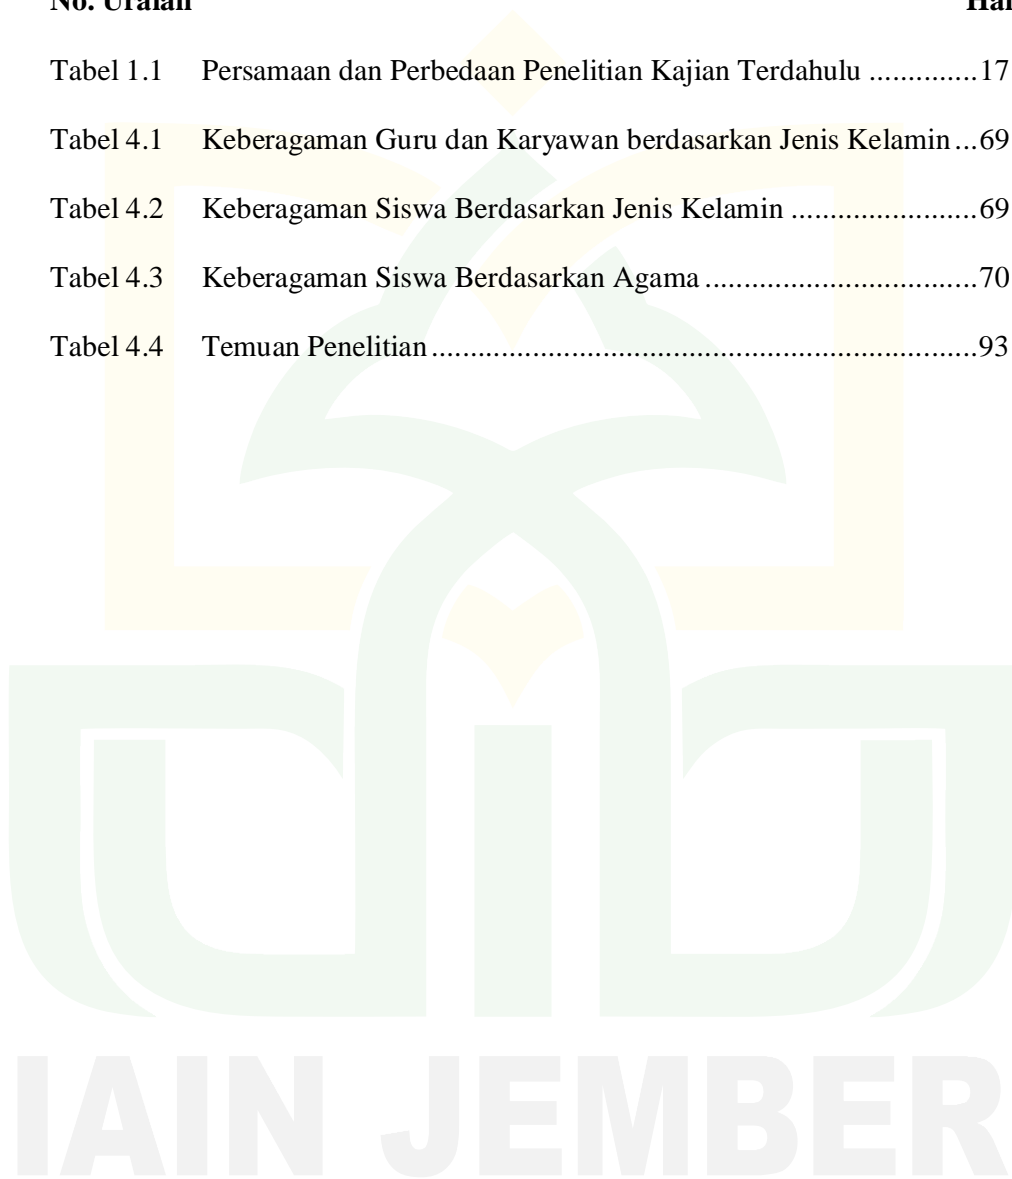 No. Uraian Hal
Tabel 1.1 Persamaan dan Perbedaan Penelitian Kajian Terdahulu ..............17
Tabel 4.1 Keberagaman Guru dan Karyawan berdasarkan Jenis Kelamin...69
Tabel 4.2 Keberagaman Siswa Berdasarkan Jenis Kelamin ........................69
Tabel 4.3 Keberagaman Siswa Berdasarkan Agama ...................................70
Tabel 4.4 Temuan Penelitian......................................................................93
IAIN JEMBER